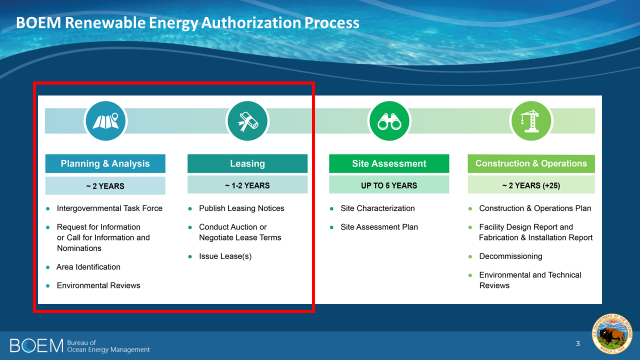 BOEM Renewable Energy Authorization Process
Planning & Analysis
~ 2 YEARS
• Intergovernmental Task Force
• Request for Information
or Call for Information and
Nominations
• Area Identification
• Environmental Reviews
Leasing
~ 1-2 YEARS
• Publish Leasing Notices
• Conduct Auction or
Negotiate Lease Terms
• Issue Lease(s)
Site Assessment
UP TO 5 YEARS
• Site Characterization
• Site Assessment Plan
Construction & Operations
~ 2 YEARS (+25)
• Construction & Operations Plan
• Facility Design Report and
Fabrication & Installation Report
• Decommissioning
• Environmental and Technical
Reviews
BOEM
Bureau of
Ocean Energy Management
3